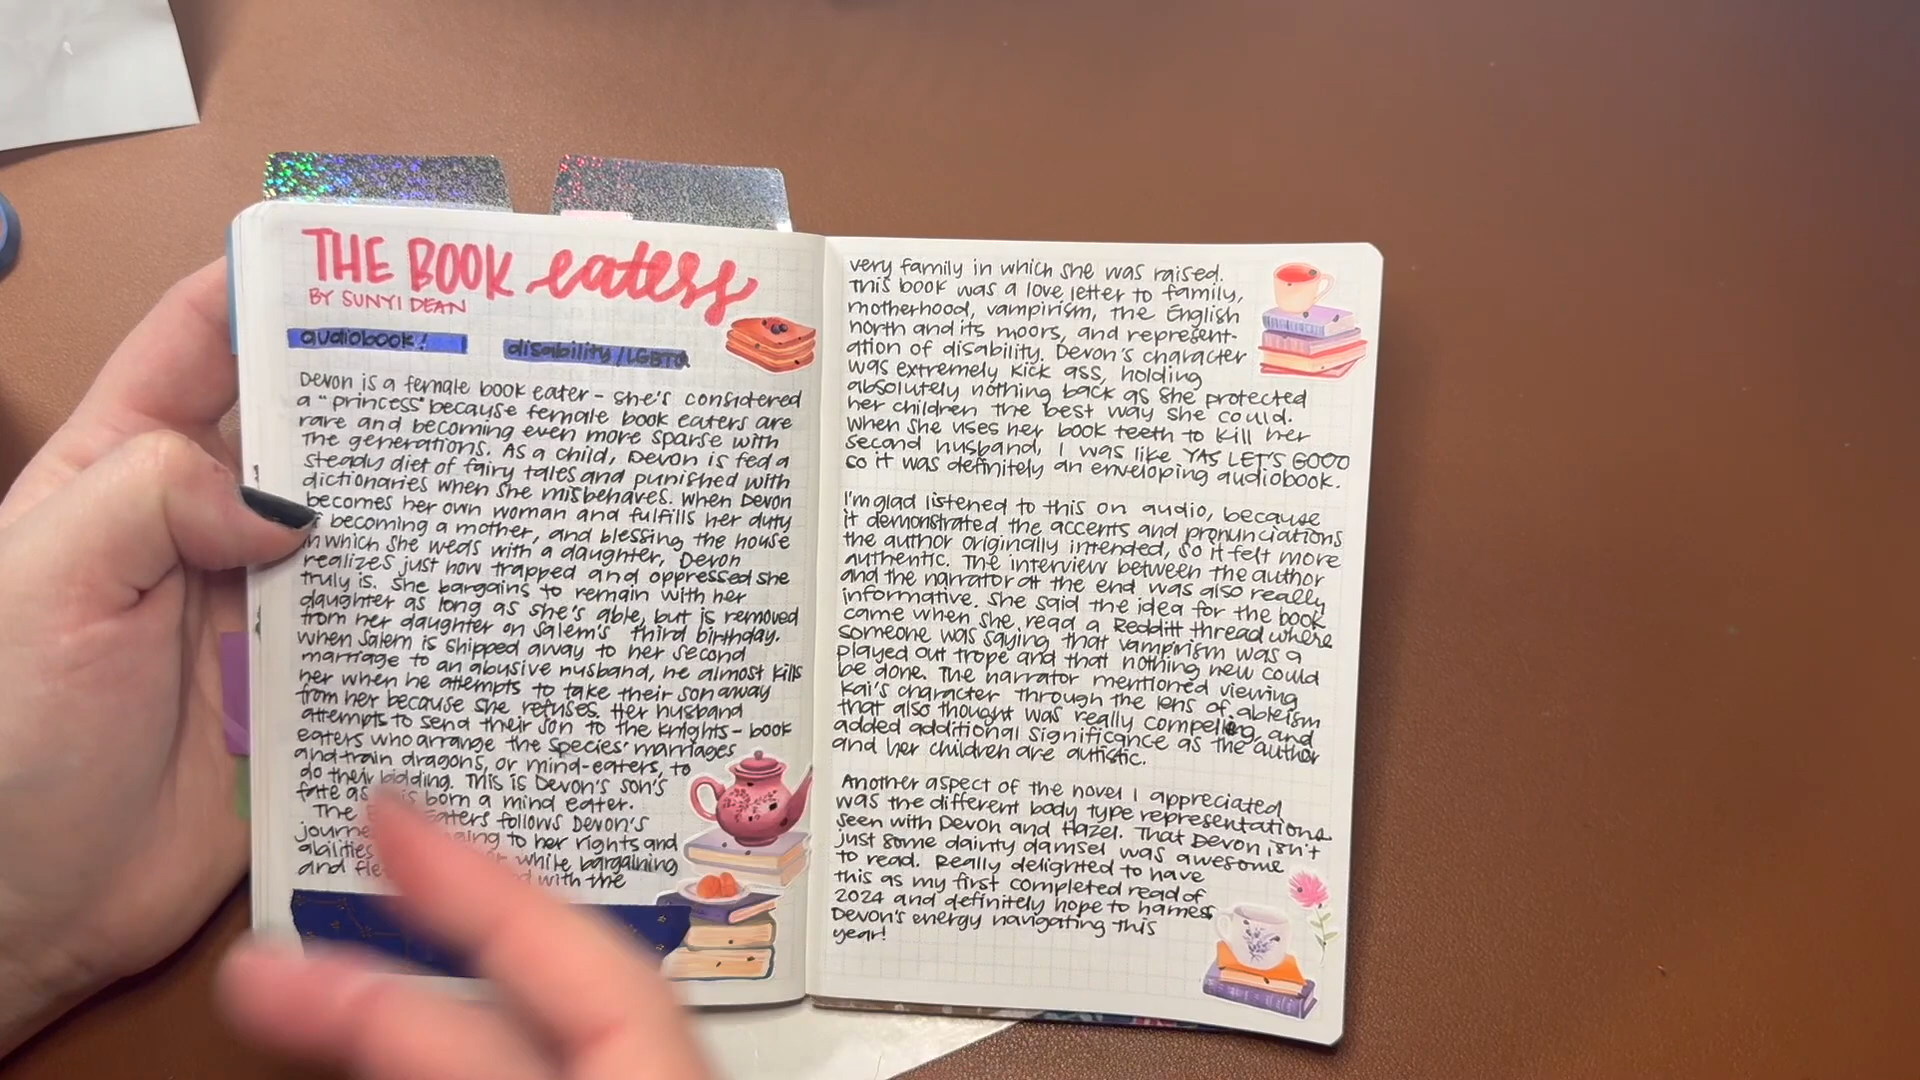 THE BOOK eaters
BY SUNYI DEAN
audiobook!
disability/LGBTQ
Devon is a female book eater - she's considered
a "princess" because female book eaters are
rare and becoming even more sparse with
the generations. As a child, Devon is fed a
steady diet of fairy tales and punished with
dictionaries when she misbehaves. When Devon
becomes her own woman and fulfills her duty
of becoming a mother, and blessing the house
in which she weds with a daughter, Devon
realizes just how trapped and oppressed she
truly is. She bargains to remain with her
daughter as long as she's able, but is removed
from her daughter on Salem's third birthday.
When Salem is shipped away to her second
marriage to an abusive husband, he almost kills
her when he attempts to take their son away
from her because she refuses. Her husband
attempts to send their son to the Knights - book
eaters who arrange the species' marriages
and train dragons, or mind-eaters, to
do their bidding. This is Devon's son's
fate as is born a mind eater.
The Eaters follows Devon's
to her rights and
abilities while bargaining
and with the
very family in which she was raised.
This book was a love letter to family,
motherhood, vampirism, the English
north and its moors, and represent-
ation of disability. Devon's character
was extremely kick ass, holding
absolutely nothing back as she protected
her children the best way she could.
When she uses her book teeth to kill her
second husband, I was like YAS LET'S GOOO
so it was definitely an enveloping audiobook.
I'm glad listened to this on audio, because
it demonstrated the accents and pronunciations
the author originally intended, so it felt more
authentic. The interview between the author
and the narrator at the end was also really
informative. She said the idea for the book
came when she read a Redditt thread where
someone was saying that vampirism was a
played out trope and that nothing new could
be done. The narrator mentioned viewing
Kai's character through the lens of ableism
that also thought was really compelling, and
added additional significance as the author
and her children are autistic.
Another aspect of the novel I appreciated
was the different body type representations
seen with Devon and Hazel. That Devon isn't
just some dainty damsel was awesome
to read. Really delighted to have
this as my first completed read of
2024 and definitely hope to harness
Devon's energy navigating this
year!